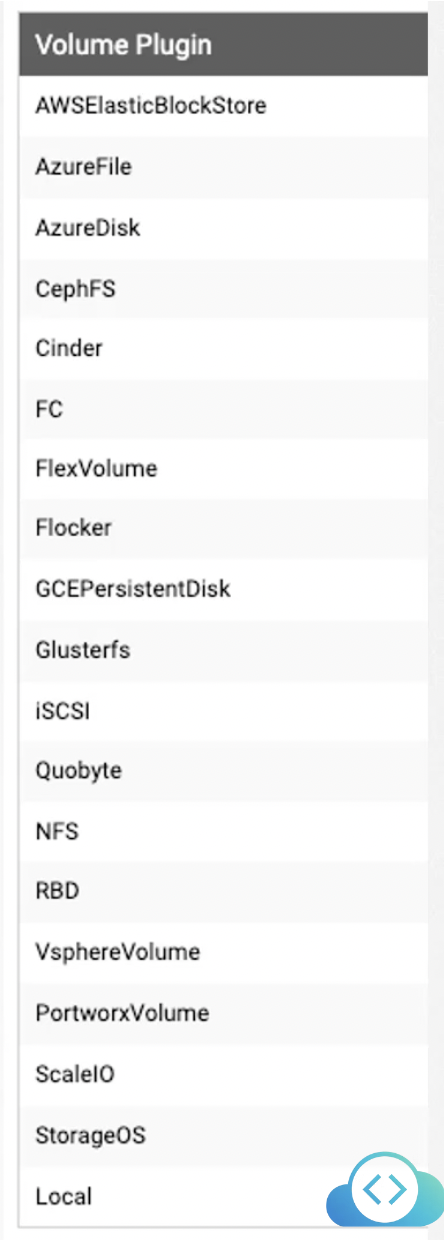 Volume Plugin
AWSElasticBlockStore
AzureFile
AzureDisk
CephFS
Cinder
FC
FlexVolume
Flocker
GCEPersistentDisk
Glusterfs
iSCSI
Quobyte
NFS
RBD
VsphereVolume
PortworxVolume
ScaleIO
StorageOS
Local